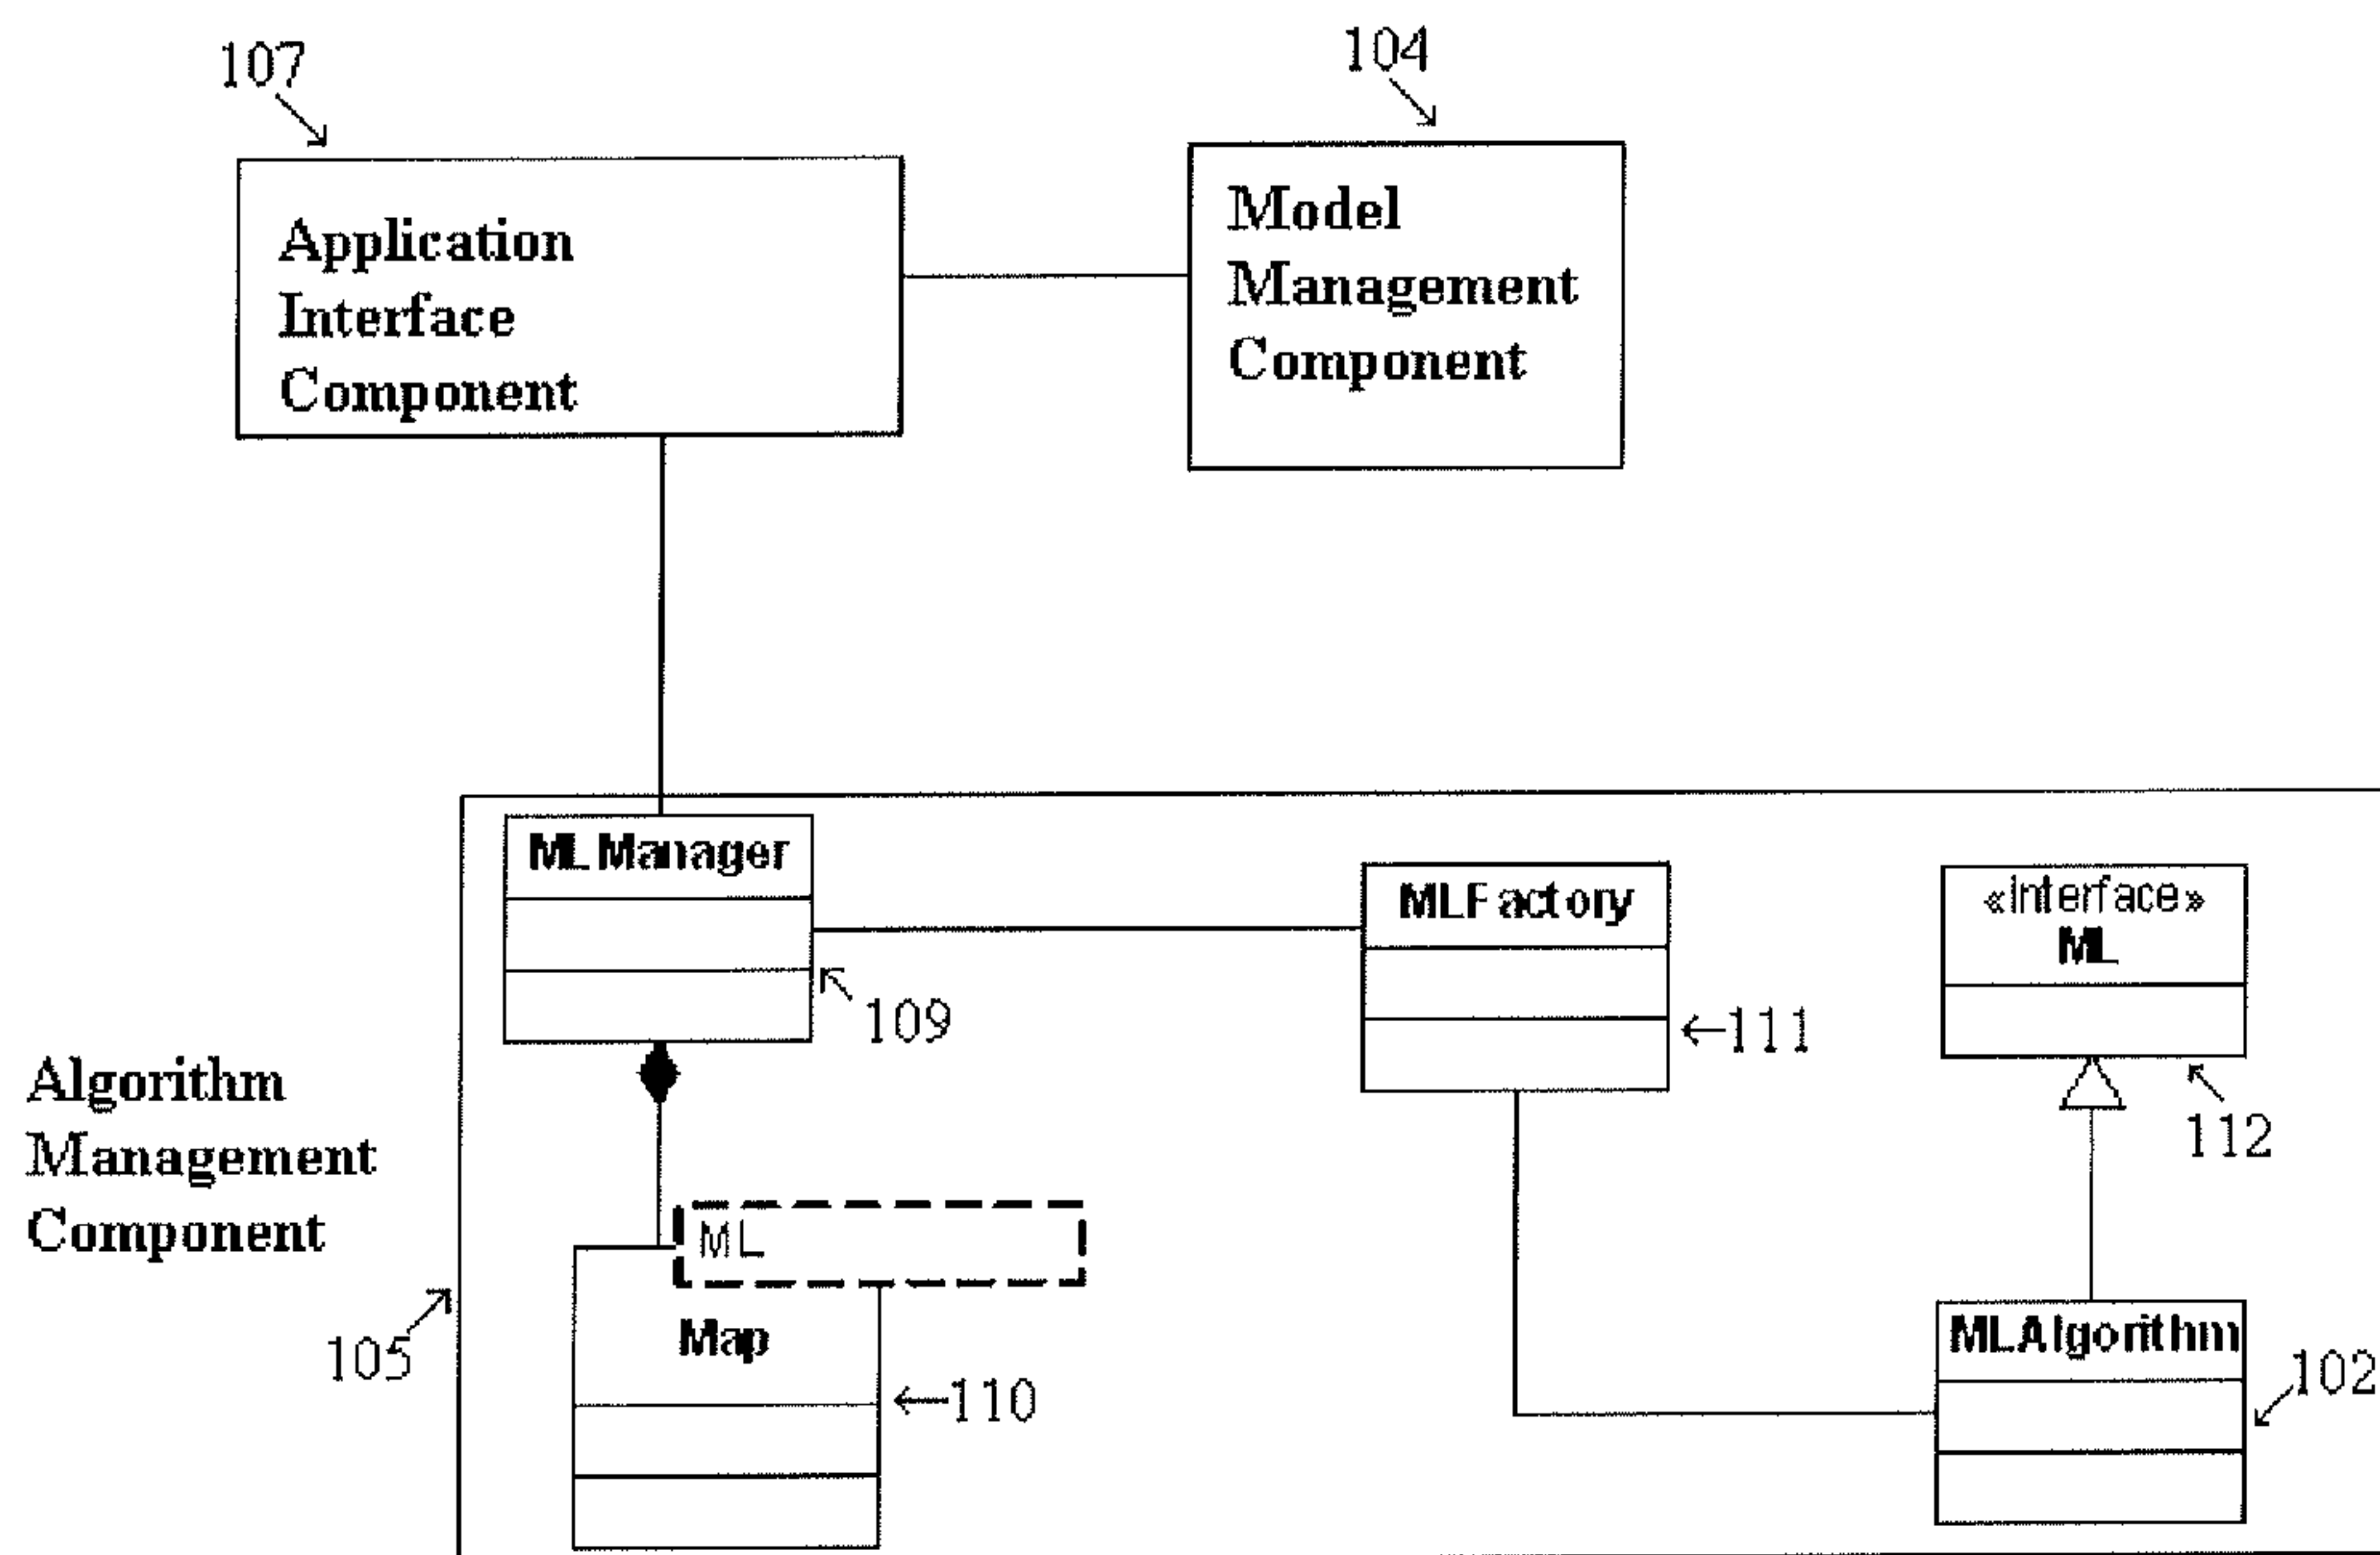 107
104
Application
Interface
Component
Model
Management
Component
MLManager
MLFactory
«Interface»
ML
109
111
112
Algorithm
Management
Component
105
ML
Map
110
MLAlgorithm
102